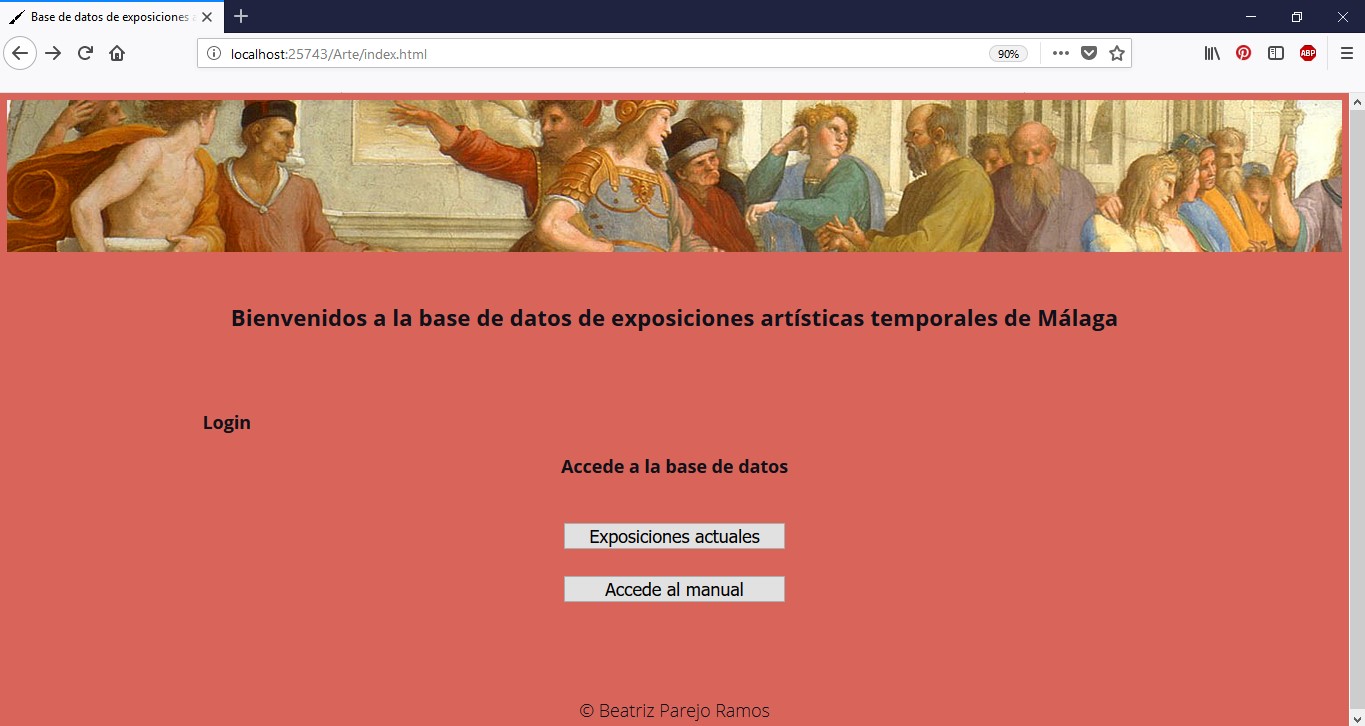 Base de datos de exposiciones a
localhost:25743/Arte/index.html
90%
ABP
Bienvenidos a la base de datos de exposiciones artísticas temporales de Málaga
Login
Accede a la base de datos
Exposiciones actuales
Accede al manual
© Beatriz Parejo Ramos